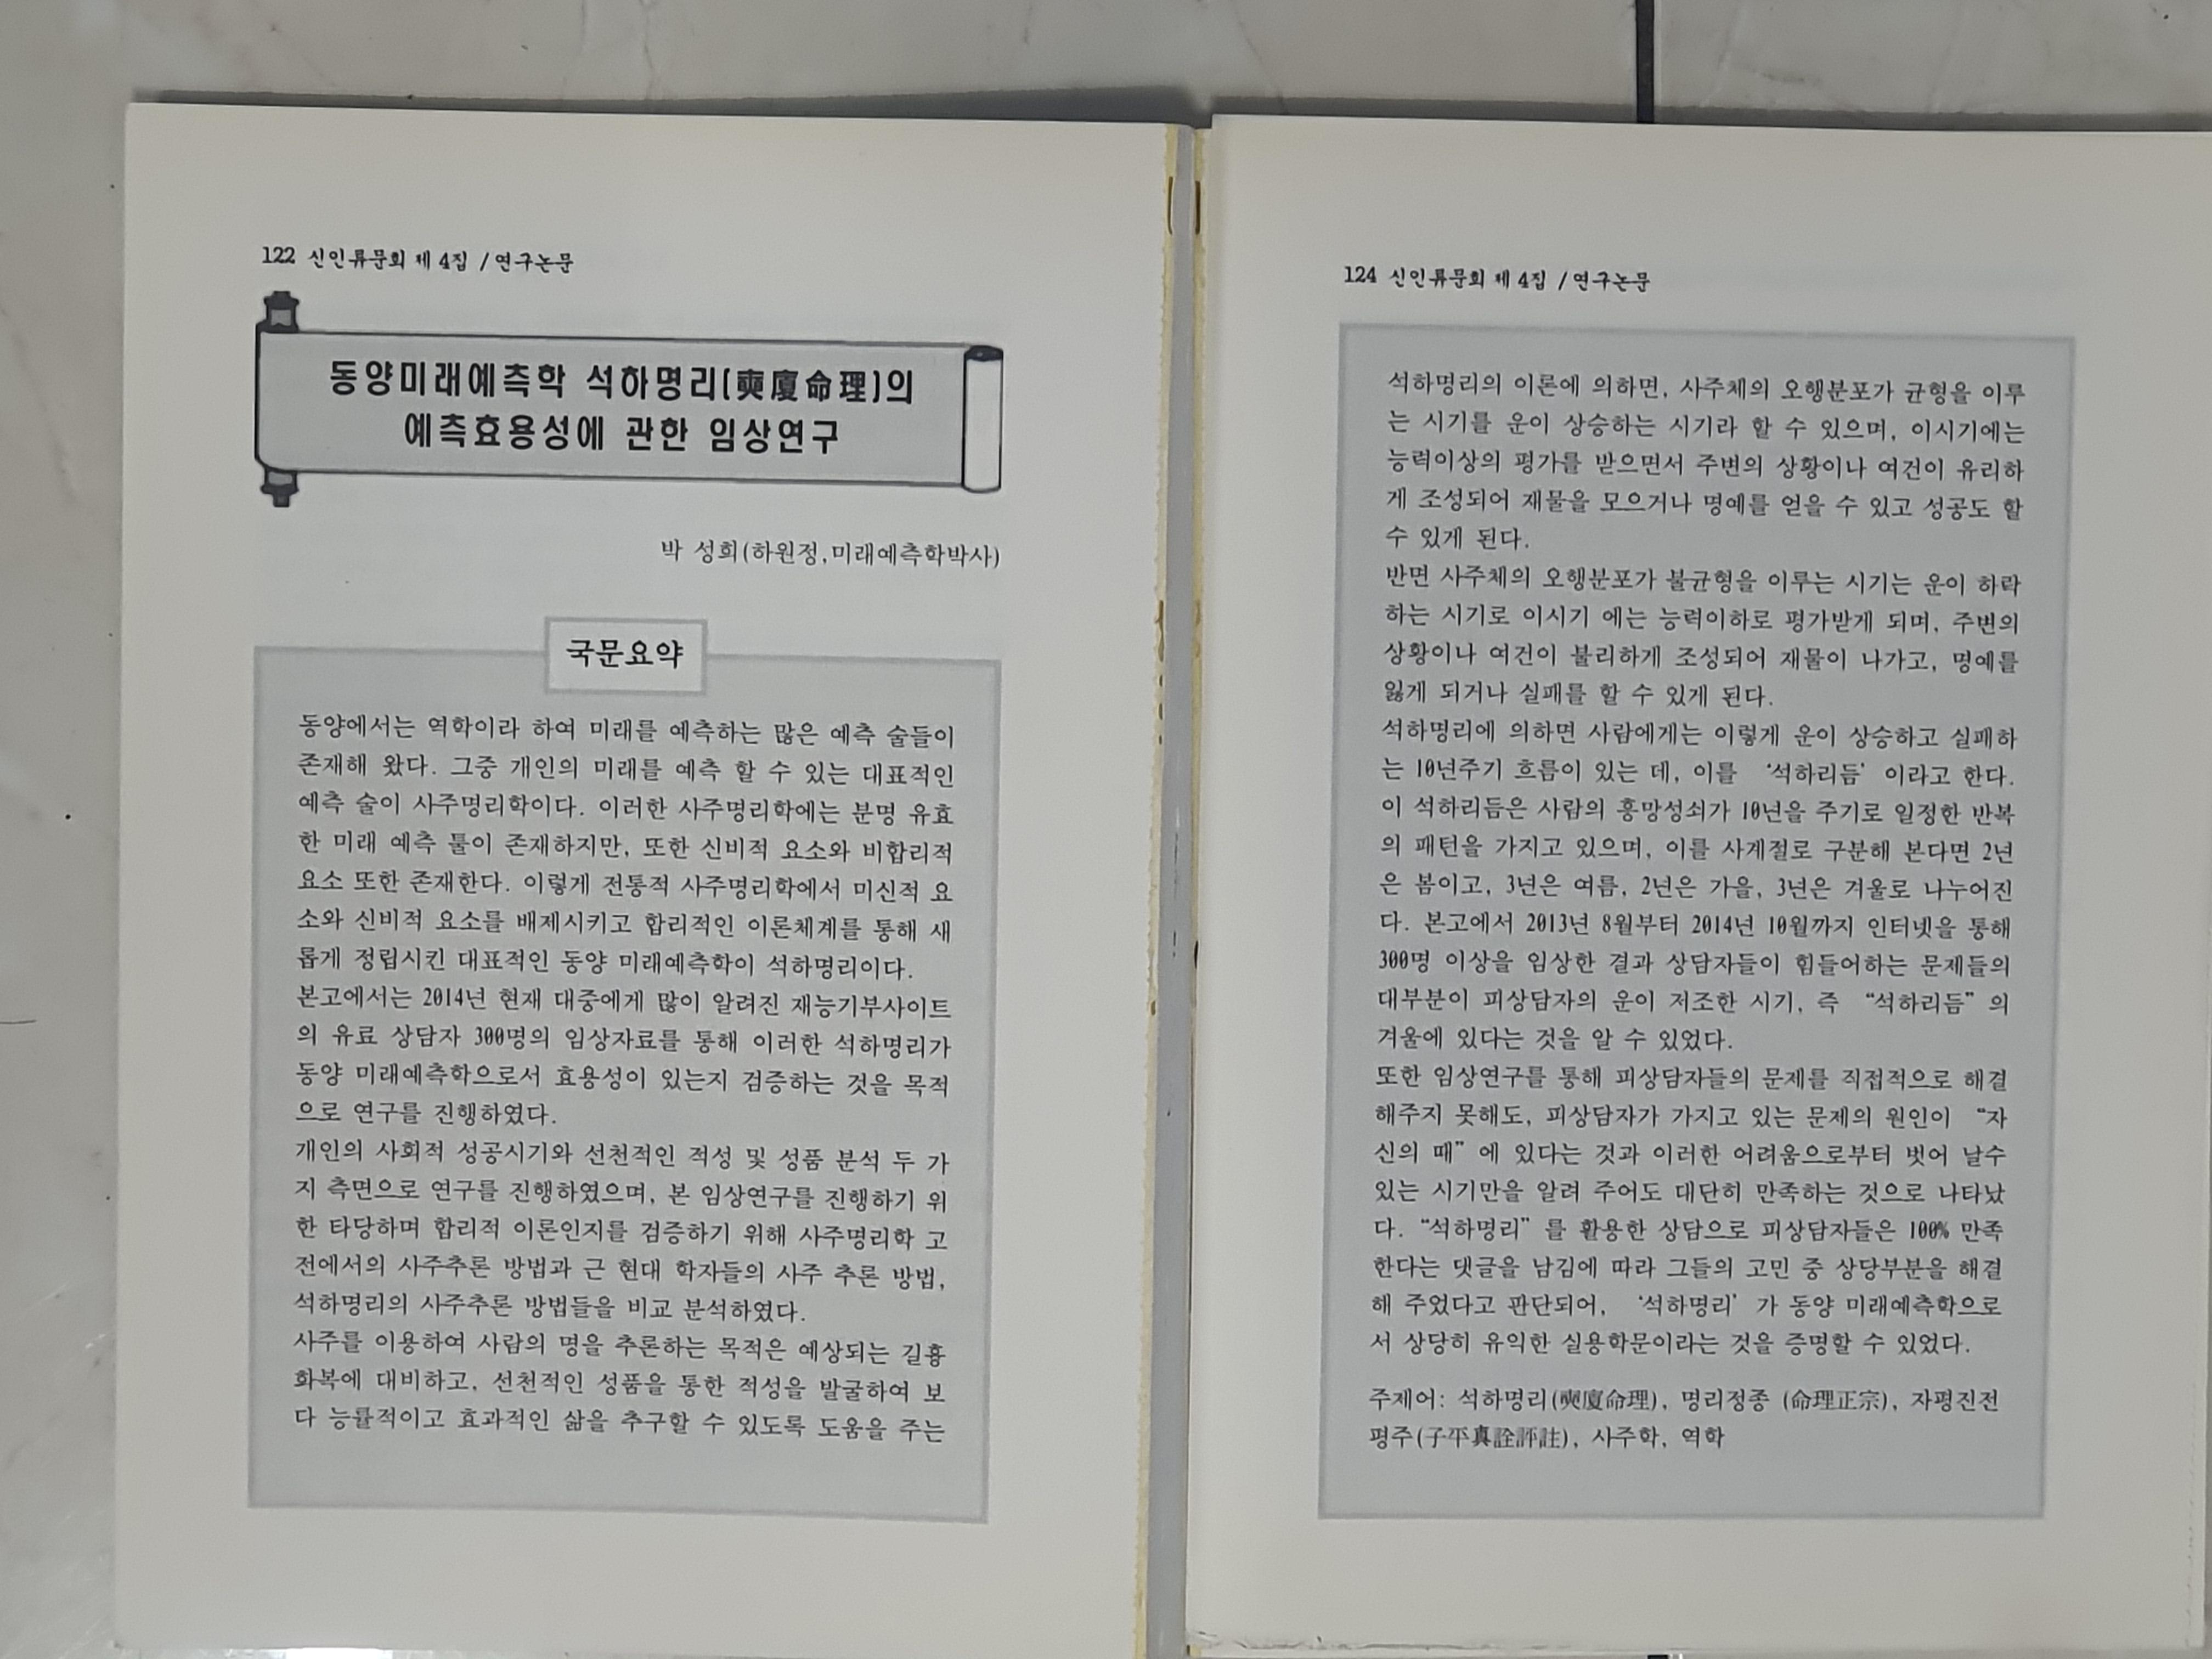 122 신인류문회 제 4집 /연구논문
동양미래예측학 석하명리(奭廈命理)의
예측효용성에 관한 임상연구
박 성희(하원정,미래예측학박사)
국문요약
동양에서는 역학이라 하여 미래를 예측하는 많은 예측 술들이
존재해 왔다. 그중 개인의 미래를 예측 할 수 있는 대표적인
예측 술이 사주명리학이다. 이러한 사주명리학에는 분명 유효
한 미래 예측 툴이 존재하지만, 또한 신비적 요소와 비합리적
요소 또한 존재한다. 이렇게 전통적 사주명리학에서 미신적 요
소와 신비적 요소를 배제시키고 합리적인 이론체계를 통해 새
롭게 정립시킨 대표적인 동양 미래예측학이 석하명리이다.
본고에서는 2014년 현재 대중에게 많이 알려진 재능기부사이트
의 유료 상담자 300명의 임상자료를 통해 이러한 석하명리가
동양 미래예측학으로서 효용성이 있는지 검증하는 것을 목적
으로 연구를 진행하였다.
개인의 사회적 성공시기와 선천적인 적성 및 성품 분석 두 가
지 측면으로 연구를 진행하였으며, 본 임상연구를 진행하기 위
한 타당하며 합리적 이론인지를 검증하기 위해 사주명리학 고
전에서의 사주추론 방법과 근 현대 학자들의 사주 추론 방법,
석하명리의 사주추론 방법들을 비교 분석하였다.
사주를 이용하여 사람의 명을 추론하는 목적은 예상되는 길흉
화복에 대비하고, 선천적인 성품을 통한 적성을 발굴하여 보
다 능률적이고 효과적인 삶을 추구할 수 있도록 도움을 주는
124 신인류문회 제 4집 /연구논문
석하명리의 이론에 의하면, 사주체의 오행분포가 균형을 이루
는 시기를 운이 상승하는 시기라 할 수 있으며, 이시기에는
능력이상의 평가를 받으면서 주변의 상황이나 여건이 유리하
게 조성되어 재물을 모으거나 명예를 얻을 수 있고 성공도 할
수 있게 된다.
반면 사주체의 오행분포가 불균형을 이루는 시기는 운이 하락
하는 시기로 이시기 에는 능력이하로 평가받게 되며, 주변의
상황이나 여건이 불리하게 조성되어 재물이 나가고, 명예를
잃게 되거나 실패를 할 수 있게 된다.
석하명리에 의하면 사람에게는 이렇게 운이 상승하고 실패하
는 10년주기 흐름이 있는 데, 이를 ‘석하리듬’ 이라고 한다.
이 석하리듬은 사람의 흥망성쇠가 10년을 주기로 일정한 반복
의 패턴을 가지고 있으며, 이를 사계절로 구분해 본다면 2년
은 봄이고, 3년은 여름, 2년은 가을, 3년은 겨울로 나누어진
다. 본고에서 2013년 8월부터 2014년 10월까지 인터넷을 통해
300명 이상을 임상한 결과 상담자들이 힘들어하는 문제들의
대부분이 피상담자의 운이 저조한 시기, 즉 “석하리듬” 의
겨울에 있다는 것을 알 수 있었다.
또한 임상연구를 통해 피상담자들의 문제를 직접적으로 해결
해주지 못해도, 피상담자가 가지고 있는 문제의 원인이 “자
신의 때” 에 있다는 것과 이러한 어려움으로부터 벗어 날수
있는 시기만을 알려 주어도 대단히 만족하는 것으로 나타났
다. “석하명리” 를 활용한 상담으로 피상담자들은 100% 만족
한다는 댓글을 남김에 따라 그들의 고민 중 상당부분을 해결
해 주었다고 판단되어, ‘석하명리’ 가 동양 미래예측학으로
서 상당히 유익한 실용학문이라는 것을 증명할 수 있었다.
주제어: 석하명리(奭廈命理), 명리정종 (命理正宗), 자평진전
평주(子平真詮評註), 사주학, 역학